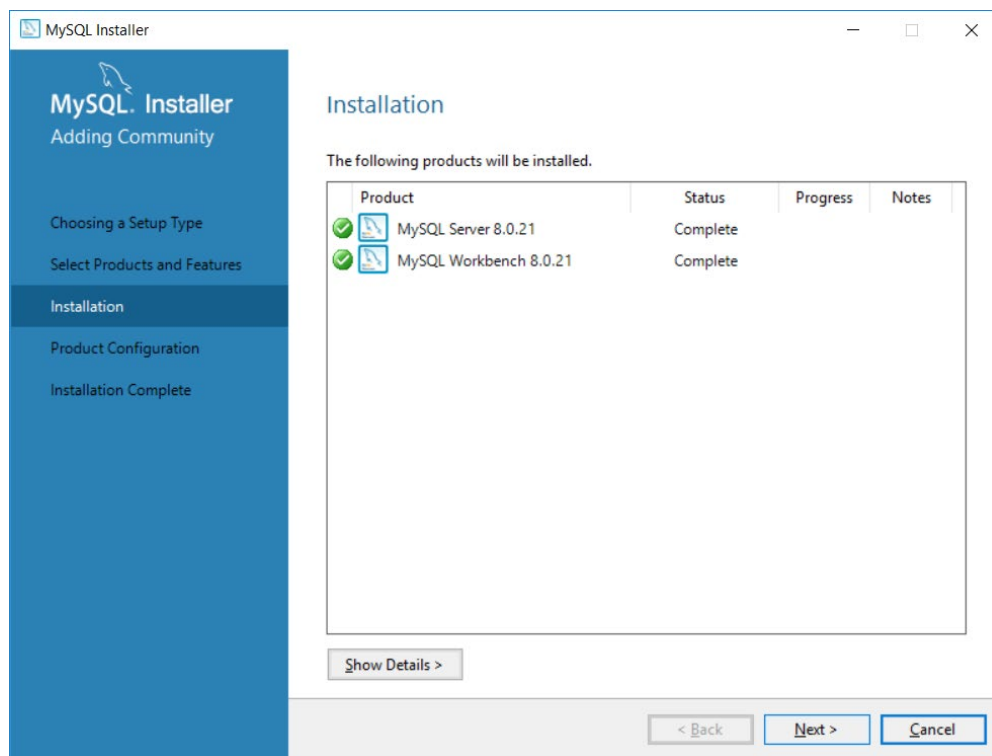 MySQL Installer
MySQL. Installer
Adding Community
Choosing a Setup Type
Select Products and Features
Installation
Product Configuration
Installation Complete
Installation
The following products will be installed.
Product Status Progress Notes
MySQL Server 8.0.21 Complete
MySQL Workbench 8.0.21 Complete
Show Details >
< Back Next > Cancel